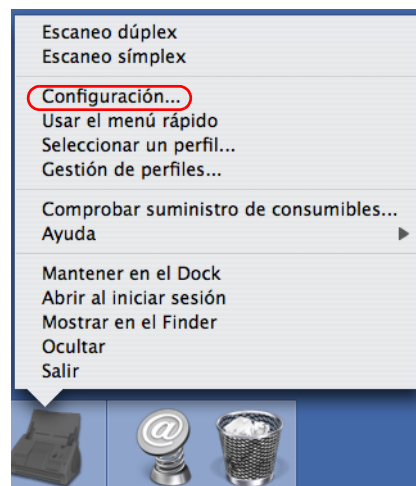 Escaneo dúplex
Escaneo símplex
Configuración...
Usar el menú rápido
Seleccionar un perfil...
Gestión de perfiles...
Comprobar suministro de consumibles...
Ayuda
Mantener en el Dock
Abrir al iniciar sesión
Mostrar en el Finder
Ocultar
Salir
@